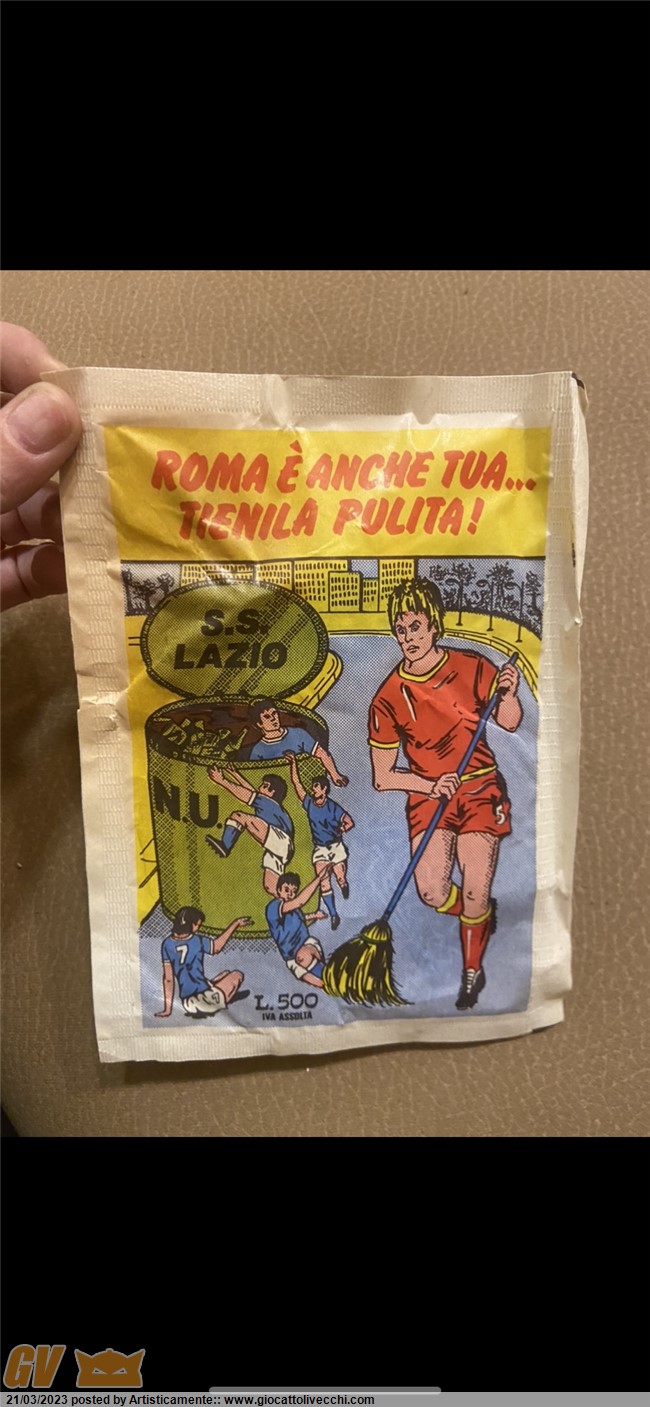 ROMA È ANCHE TUA...
TIENILA PULITA!
S.S.
LAZIO
N.U.
5
7
7
L. 500
IVA ASSOLTA
GV
21/03/2023 posted by Artisticamente:: www.giocattolivecchi.com